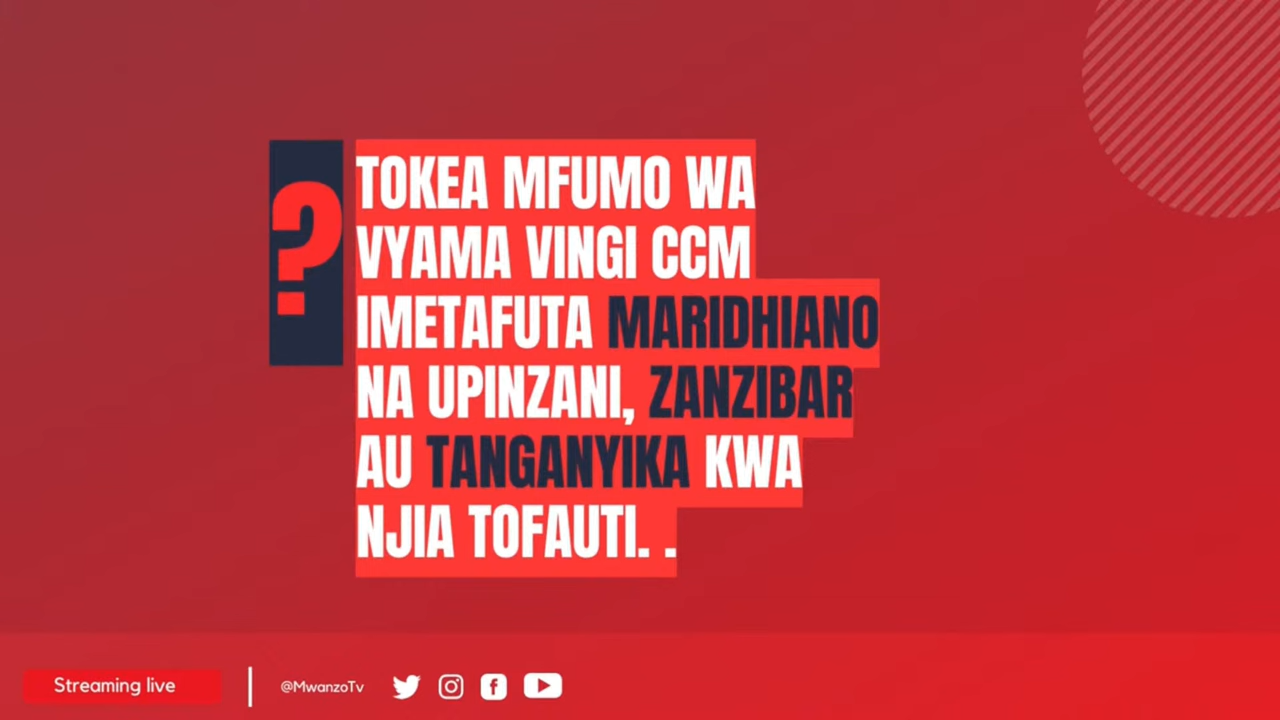 ?
TOKEA MFUMO WA
VYAMA VINGI CCM
IMETAFUTA MARIDHIANO
NA UPINZANI, ZANZIBAR
AU TANGANYIKA KWA
NJIA TOFAUTI. .
Streaming live
@MwanzoTv